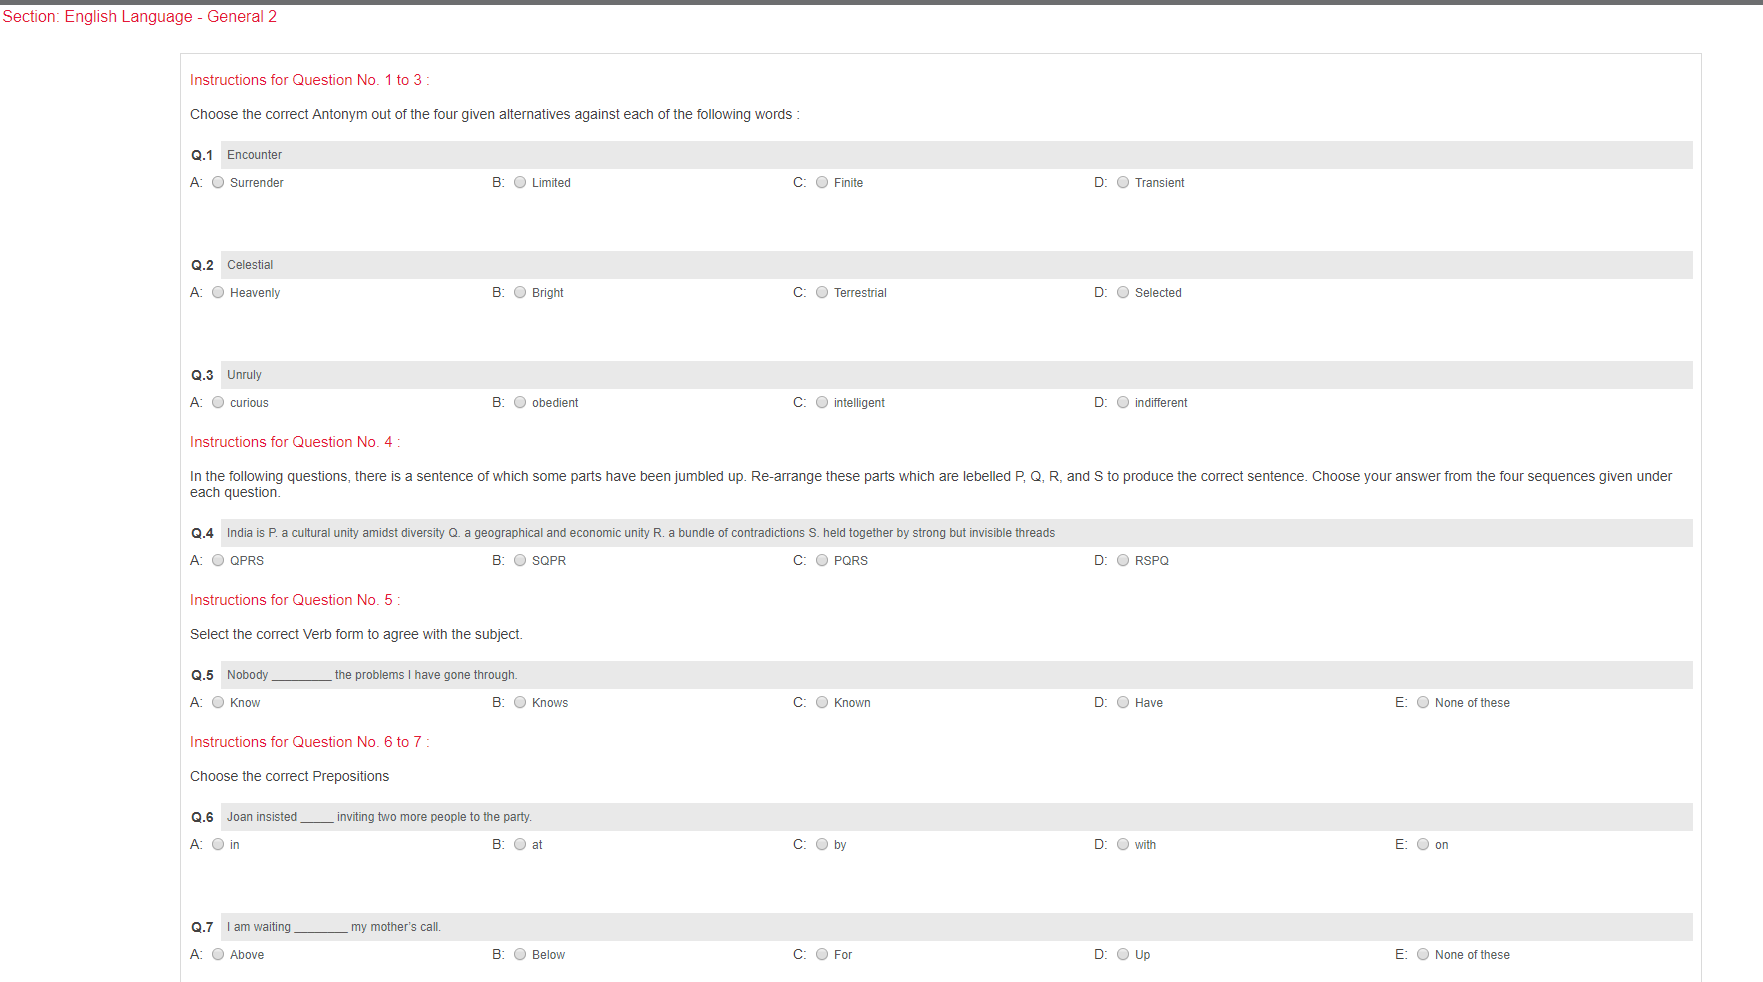 Section: English Language - General 2
Instructions for Question No. 1 to 3 :
Choose the correct Antonym out of the four given alternatives against each of the following words :
Q.1 Encounter
A: Surrender B: Limited C: Finite D: Transient
Q.2 Celestial
A: Heavenly B: Bright C: Terrestrial D: Selected
Q.3 Unruly
A: curious B: obedient C: intelligent D: indifferent
Instructions for Question No. 4 :
In the following questions, there is a sentence of which some parts have been jumbled up. Re-arrange these parts which are lebelled P, Q, R, and S to produce the correct sentence. Choose your answer from the four sequences given under
each question.
Q.4 India is P. a cultural unity amidst diversity Q. a geographical and economic unity R. a bundle of contradictions S. held together by strong but invisible threads
A: QPRS B: SQPR C: PQRS D: RSPQ
Instructions for Question No. 5 :
Select the correct Verb form to agree with the subject.
Q.5 Nobody _________ the problems I have gone through.
A: Know B: Knows C: Known D: Have E: None of these
Instructions for Question No. 6 to 7 :
Choose the correct Prepositions
Q.6 Joan insisted _____ inviting two more people to the party.
A: in B: at C: by D: with E: on
Q.7 I am waiting ________ my mother's call.
A: Above B: Below C: For D: Up E: None of these